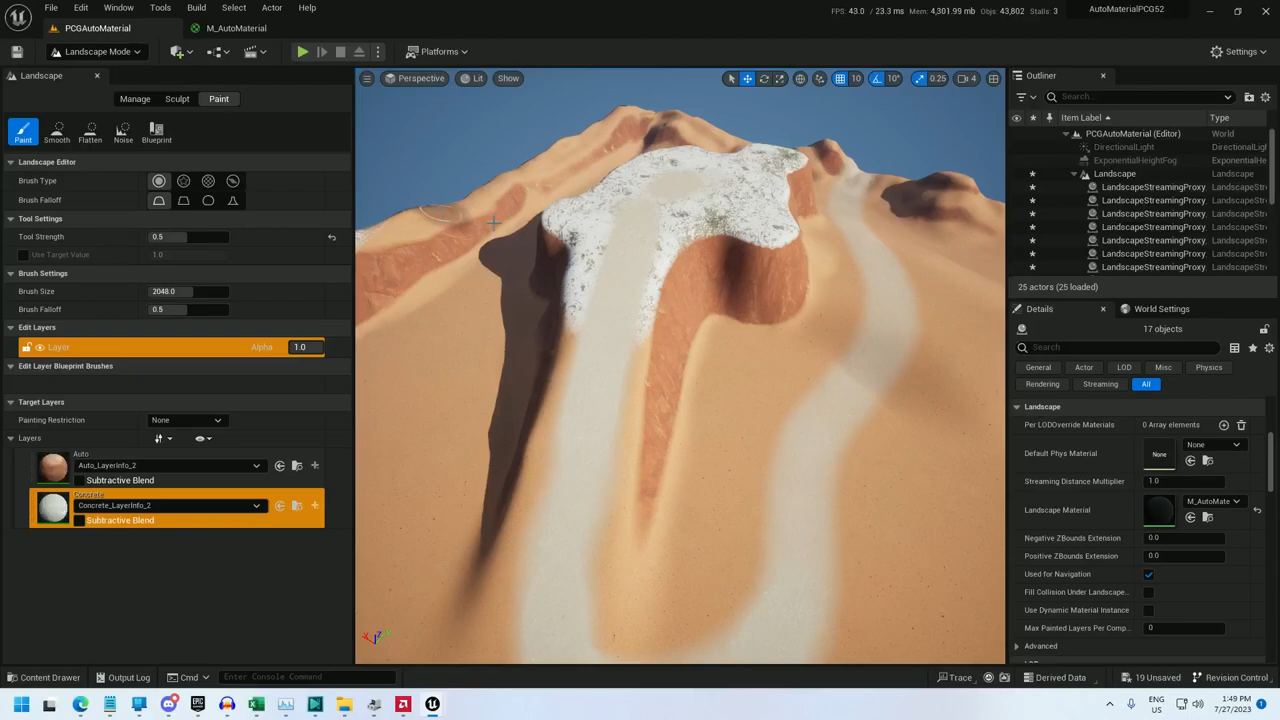 File Edit Window Tools Build Select Actor Help
FPS: 43.0 / 23.3 ms Mem: 4,301.99 mb Objs: 43,802 Stalls: 3
AutoMaterialPCG52
PCGAutoMaterial
M_AutoMaterial
Landscape Mode
Platforms
Settings
Landscape
Manage Sculpt Paint
Paint Smooth Flatten Noise Blueprint
Landscape Editor
Brush Type
Brush Falloff
Tool Settings
Tool Strength 0.5
Use Target Value 1.0
Brush Settings
Brush Size 2048.0
Brush Falloff 0.5
Edit Layers
Layer Alpha 1.0
Edit Layer Blueprint Brushes
Target Layers
Painting Restriction None
Layers
Auto
Auto_LayerInfo_2
Subtractive Blend
Concrete
Concrete_LayerInfo_2
Subtractive Blend
Perspective Lit Show
10 10° 0.25 4
Outliner
Search...
Item Label Type
PCGAutoMaterial (Editor) World
DirectionalLight DirectionalLigh
ExponentialHeightFog ExponentialHei
Landscape Landscape
LandscapeStreamingProxy_ LandscapeStre
LandscapeStreamingProxy_ LandscapeStre
LandscapeStreamingProxy_ LandscapeStre
LandscapeStreamingProxy_ LandscapeStre
LandscapeStreamingProxy_ LandscapeStre
LandscapeStreamingProxy_ LandscapeStre
LandscapeStreamingProxy_ LandscapeStre
25 actors (25 loaded)
Details
World Settings
17 objects
Search
General Actor LOD Misc Physics
Rendering Streaming All
Landscape
Per LODOverride Materials 0 Array elements
Default Phys Material None None
Streaming Distance Multiplier 1.0
Landscape Material M_AutoMate
Negative ZBounds Extension 0.0
Positive ZBounds Extension 0.0
Used for Navigation
Fill Collision Under Landscape...
Use Dynamic Material Instance
Max Painted Layers Per Comp... 0
Advanced
Content Drawer Output Log Cmd Enter Console Command
Trace Derived Data 19 Unsaved Revision Control
ENG
US
1:49 PM
7/27/2023